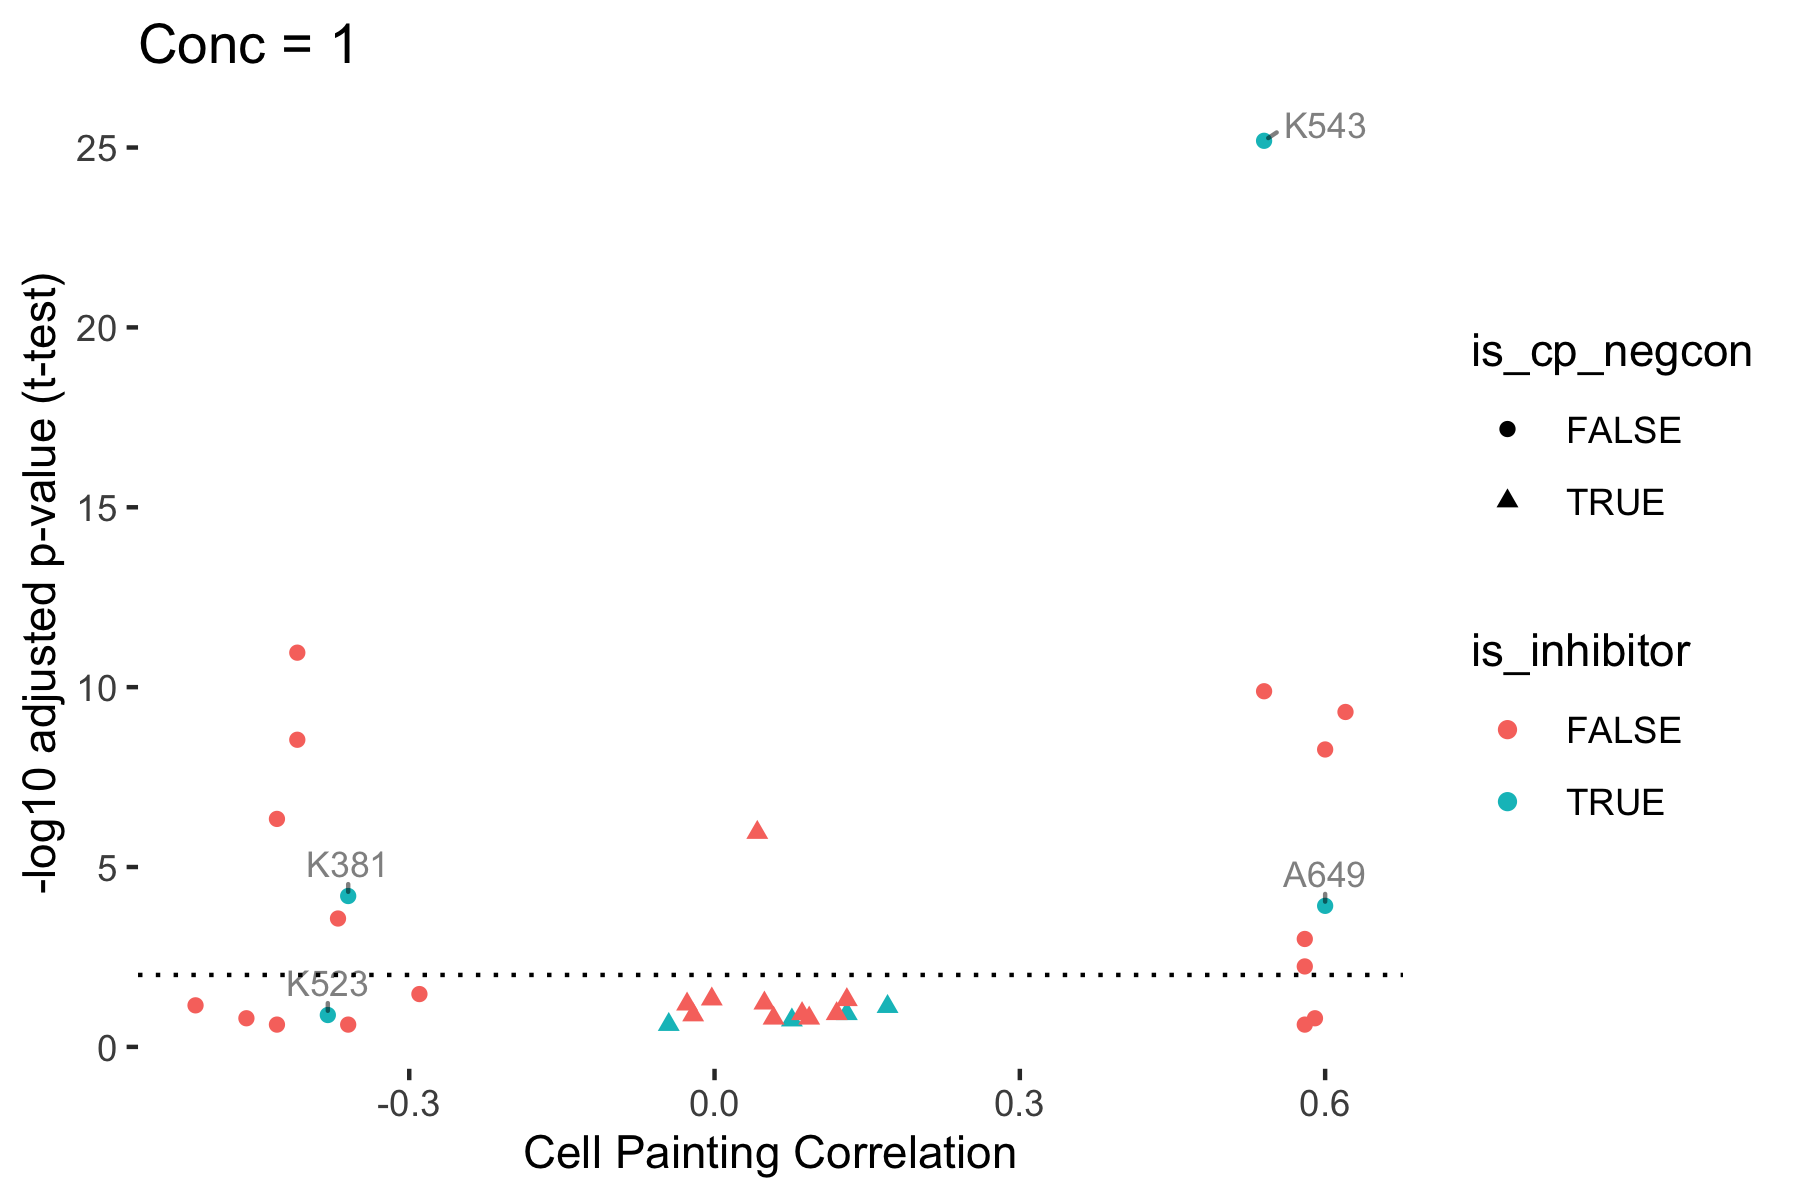 Conc = 1
-log10 adjusted p-value (t-test)
25
20
15
10
5
0
K543
K381
A649
K523
-0.3
0.0
0.3
0.6
Cell Painting Correlation
is_cp_negcon
FALSE
TRUE
is_inhibitor
FALSE
TRUE